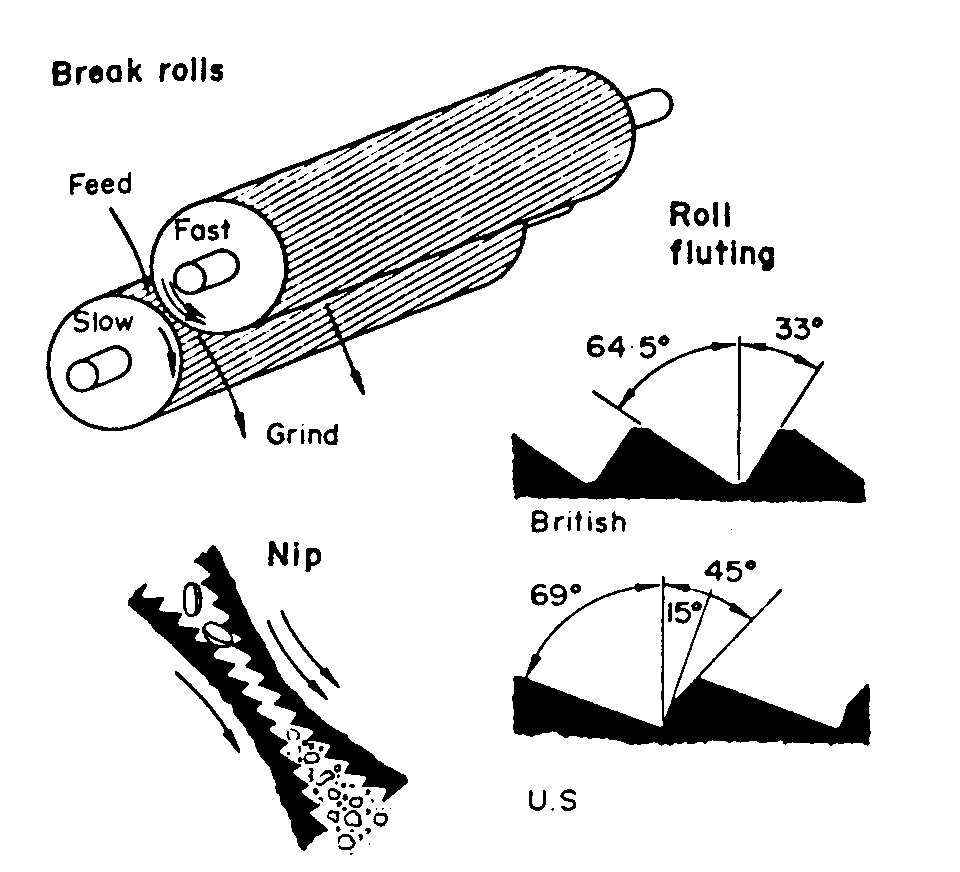 Break rolls
Feed
Fast
Slow
Grind
Roll
fluting
64·5°
33°
British
Nip
69°
45°
15°
U.S